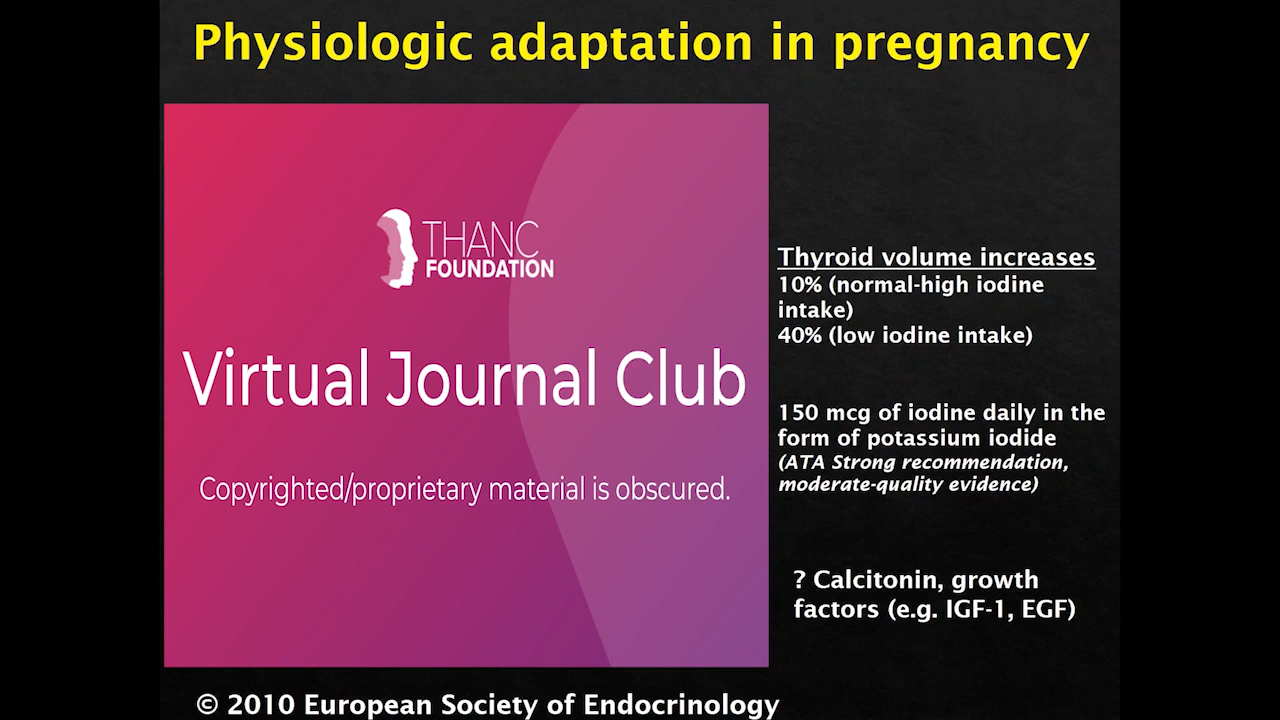 Physiologic adaptation in pregnancy
THANC
FOUNDATION
Virtual Journal Club
Copyrighted/proprietary material is obscured.
Thyroid volume increases
10% (normal-high iodine
intake)
40% (low iodine intake)
150 mcg of iodine daily in the
form of potassium iodide
(ATA Strong recommendation,
moderate-quality evidence)
? Calcitonin, growth
factors (e.g. IGF-1, EGF)
© 2010 European Society of Endocrinology